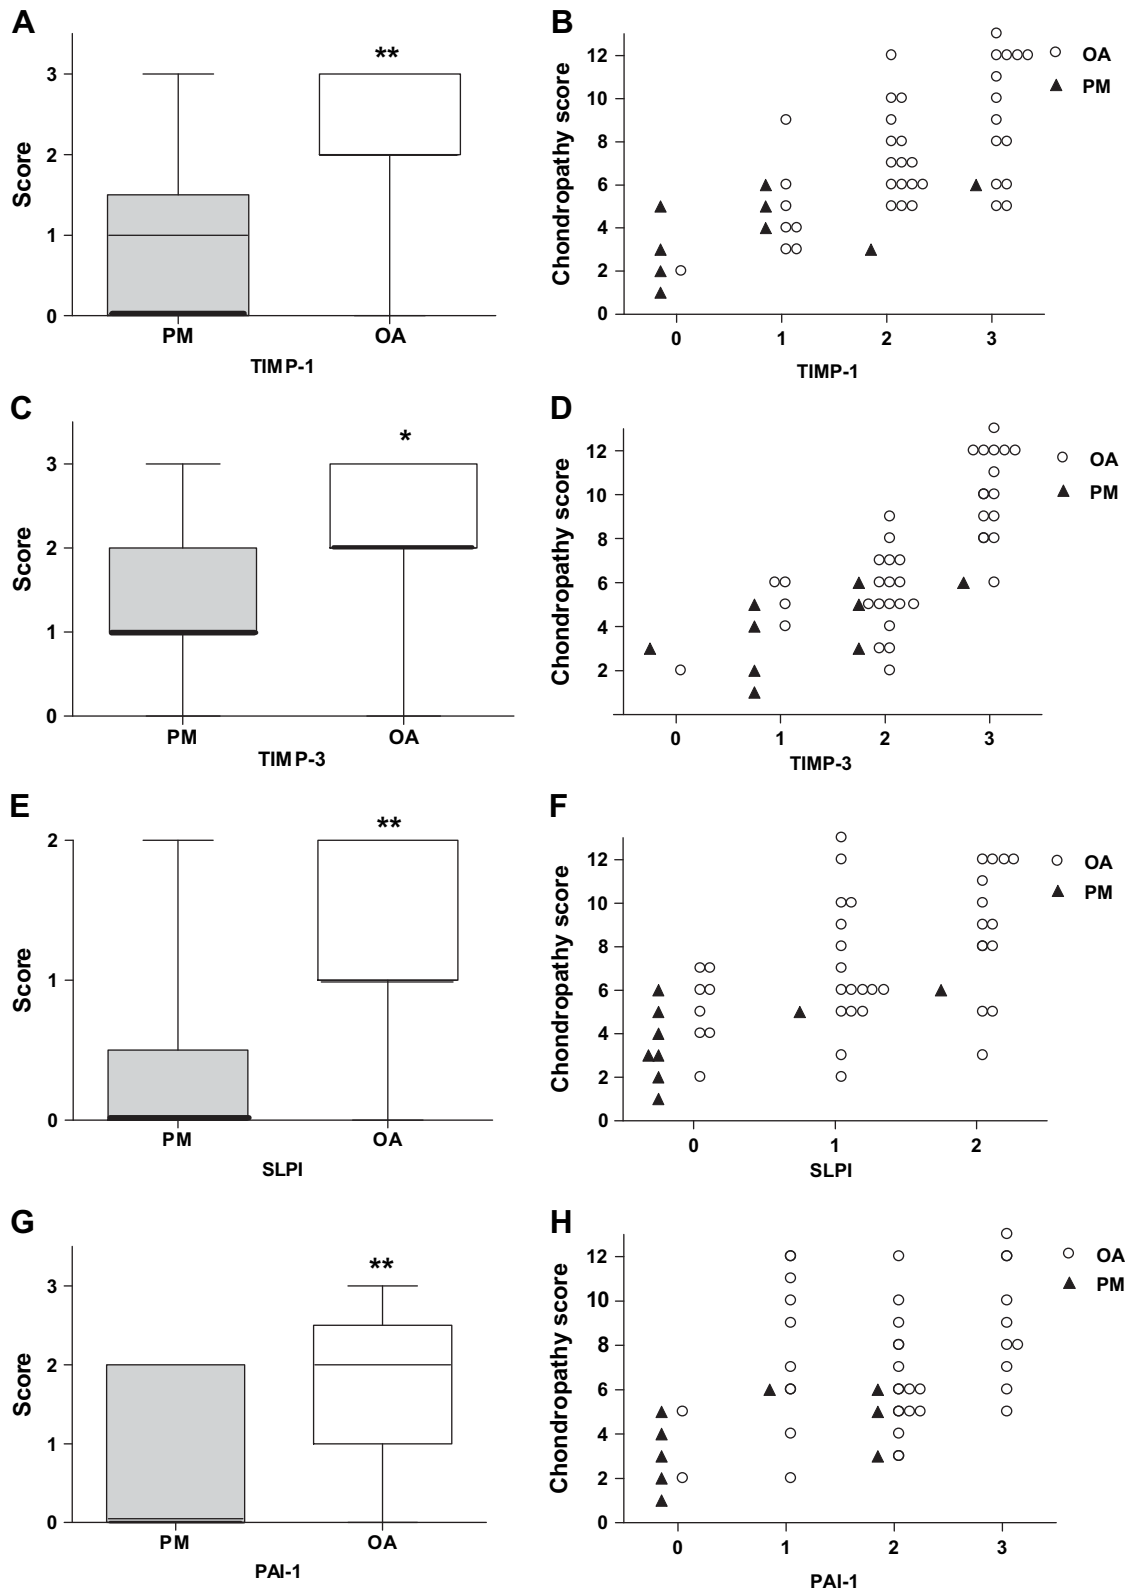 A
**
3
2
1
0
Score
PM OA
TIMP-1
B
12
10
8
6
4
2
0
Chondropathy score
OA
PM
0 1 2 3
TIMP-1
C
*
3
2
1
0
Score
PM OA
TIMP-3
D
12
10
8
6
4
2
Chondropathy score
OA
PM
0 1 2 3
TIMP-3
E
**
2
1
0
Score
PM OA
SLPI
F
12
10
8
6
4
2
0
Chondropathy score
OA
PM
0 1 2
SLPI
G
**
3
2
1
0
Score
PM OA
PAI-1
H
12
10
8
6
4
2
0
Chondropathy score
OA
PM
0 1 2 3
PAI-1